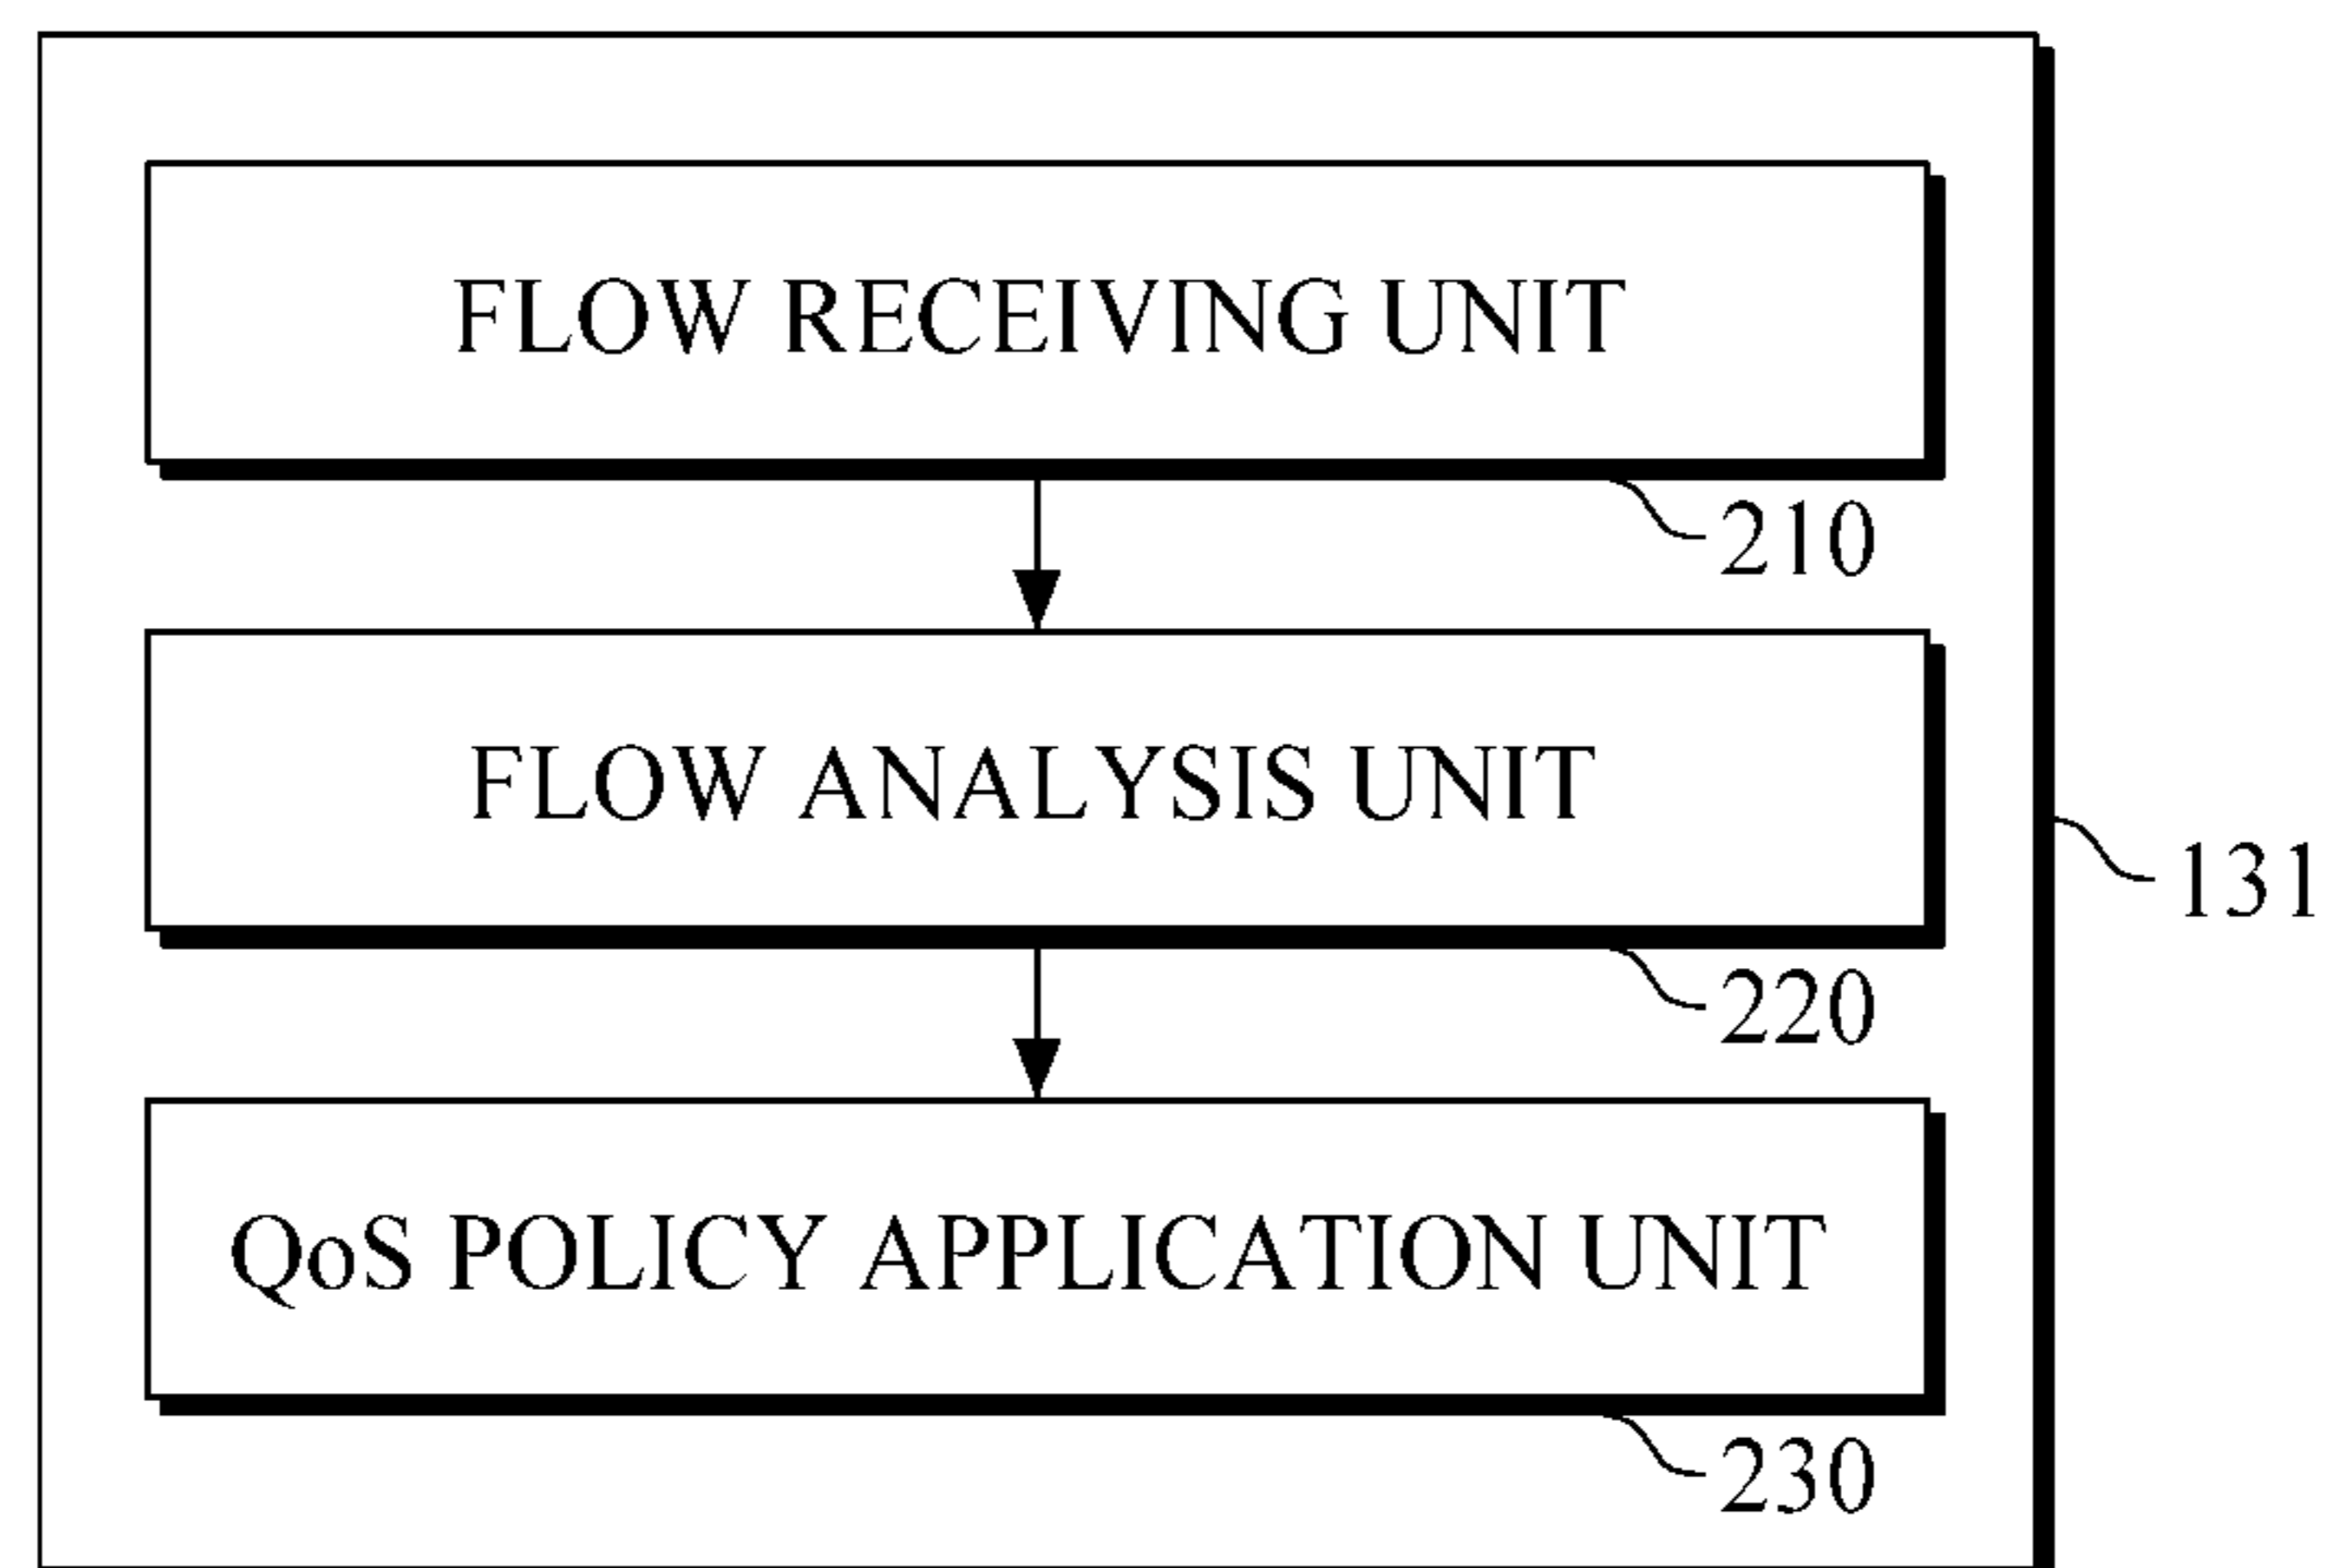 FLOW RECEIVING UNIT
210
FLOW ANALYSIS UNIT
131
220
QoS POLICY APPLICATION UNIT
230